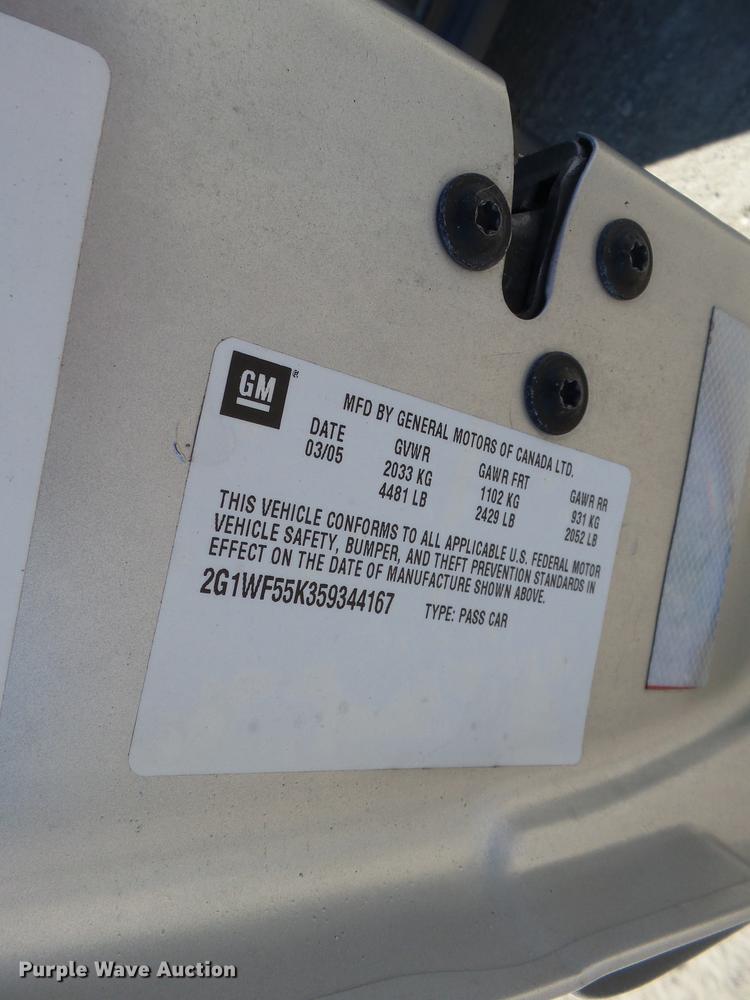 GM ®
MFD BY GENERAL MOTORS OF CANADA LTD.
DATE GVWR GAWR FRT GAWR RR
03/05 2033 KG 1102 KG 931 KG
4481 LB 2429 LB 2052 LB
THIS VEHICLE CONFORMS TO ALL APPLICABLE U.S. FEDERAL MOTOR
VEHICLE SAFETY, BUMPER, AND THEFT PREVENTION STANDARDS IN
EFFECT ON THE DATE OF MANUFACTURE SHOWN ABOVE.
2G1WF55K359344167 TYPE: PASS CAR
Purple Wave Auction